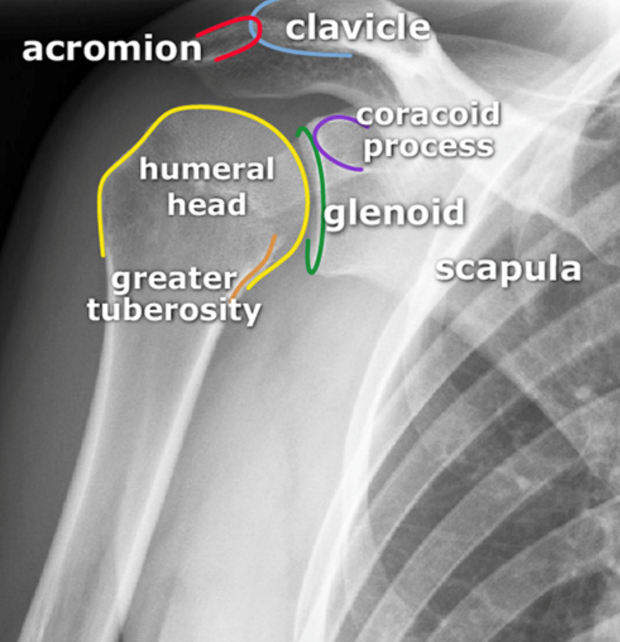 clavicle
acromion
coracoid
process
humeral
head
glenoid
scapula
greater
tuberosity